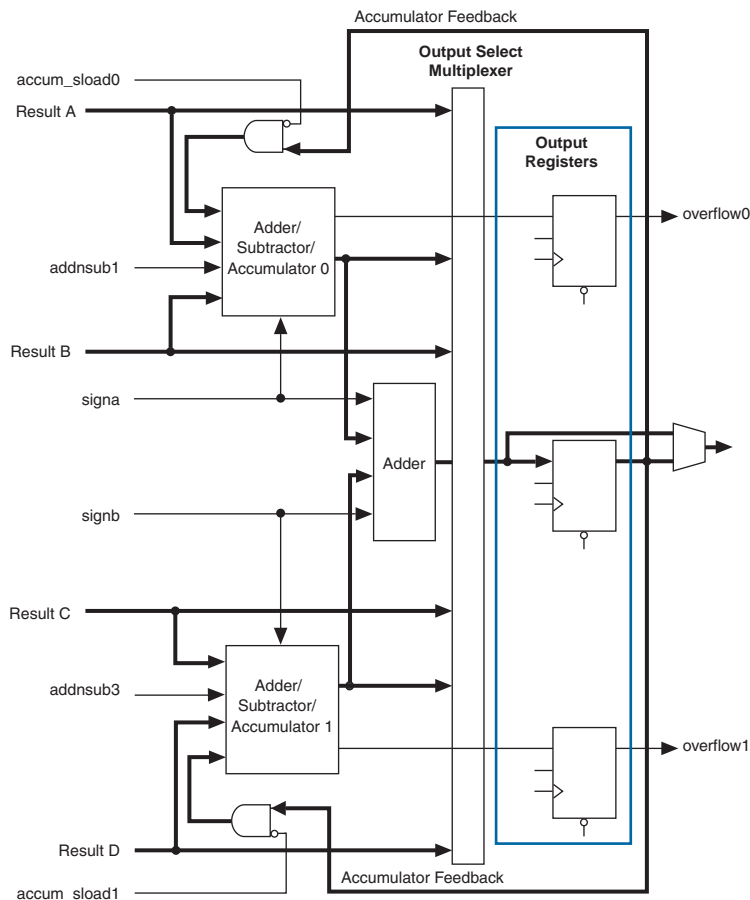 Accumulator Feedback
Output Select
Multiplexer
accum_sload0
Result A
Output
Registers
Adder/
Subtractor/
Accumulator 0
overflow0
addnsub1
Result B
signa
Adder
signb
Result C
Adder/
Subtractor/
Accumulator 1
addnsub3
overflow1
Result D
Accumulator Feedback
accum_sload1